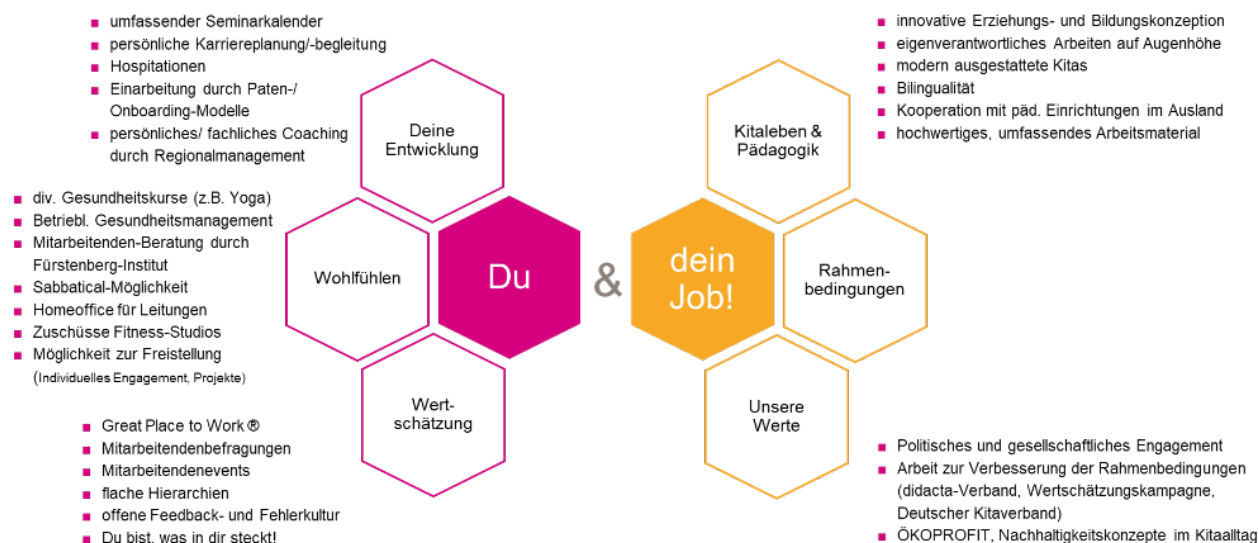 umfassender Seminarkalender
persönliche Karriereplanung/-begleitung
Hospitationen
Einarbeitung durch Paten-/
Onboarding-Modelle
persönliches/ fachliches Coaching
durch Regionalmanagement
Deine
Entwicklung
div. Gesundheitskurse (z.B. Yoga)
Betriebl. Gesundheitsmanagement
Mitarbeitenden-Beratung durch
Fürstenberg-Institut
Sabbatical-Möglichkeit
Homeoffice für Leitungen
Zuschüsse Fitness-Studios
Möglichkeit zur Freistellung
(Individuelles Engagement, Projekte)
Wohlfühlen
Great Place to Work ®
Mitarbeitendenbefragungen
Mitarbeitendenevents
flache Hierarchien
offene Feedback- und Fehlerkultur
Du bist, was in dir steckt!
Wert-
schätzung
Du
&
dein
Job!
Kitaleben &
Pädagogik
innovative Erziehungs- und Bildungskonzeption
eigenverantwortliches Arbeiten auf Augenhöhe
modern ausgestattete Kitas
Bilingualität
Kooperation mit päd. Einrichtungen im Ausland
hochwertiges, umfassendes Arbeitsmaterial
Rahmen-
bedingungen
Unsere
Werte
Politisches und gesellschaftliches Engagement
Arbeit zur Verbesserung der Rahmenbedingungen
(didacta-Verband, Wertschätzungskampagne,
Deutscher Kitaverband)
ÖKOPROFIT, Nachhaltigkeitskonzepte im Kitaalltag